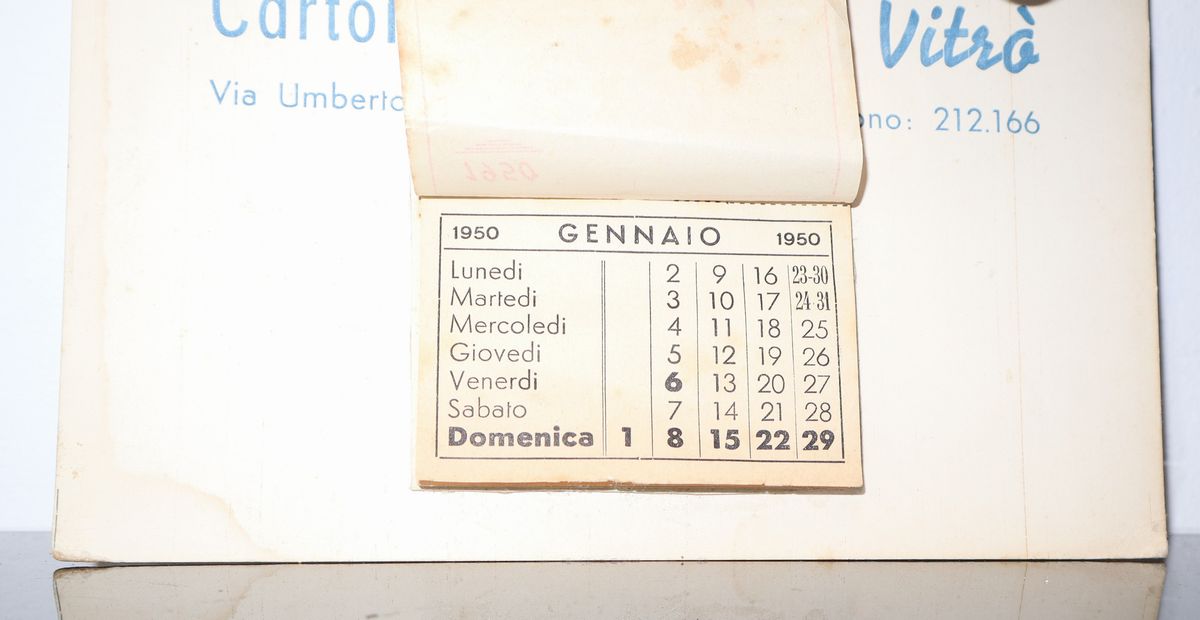 Cartol Vitrò
Via Umberto ono: 212.166
1950
1950 GENNAIO 1950
Lunedi 2 9 16 23-30
Martedi 3 10 17 24-31
Mercoledi 4 11 18 25
Giovedi 5 12 19 26
Venerdi 6 13 20 27
Sabato 7 14 21 28
Domenica 1 8 15 22 29